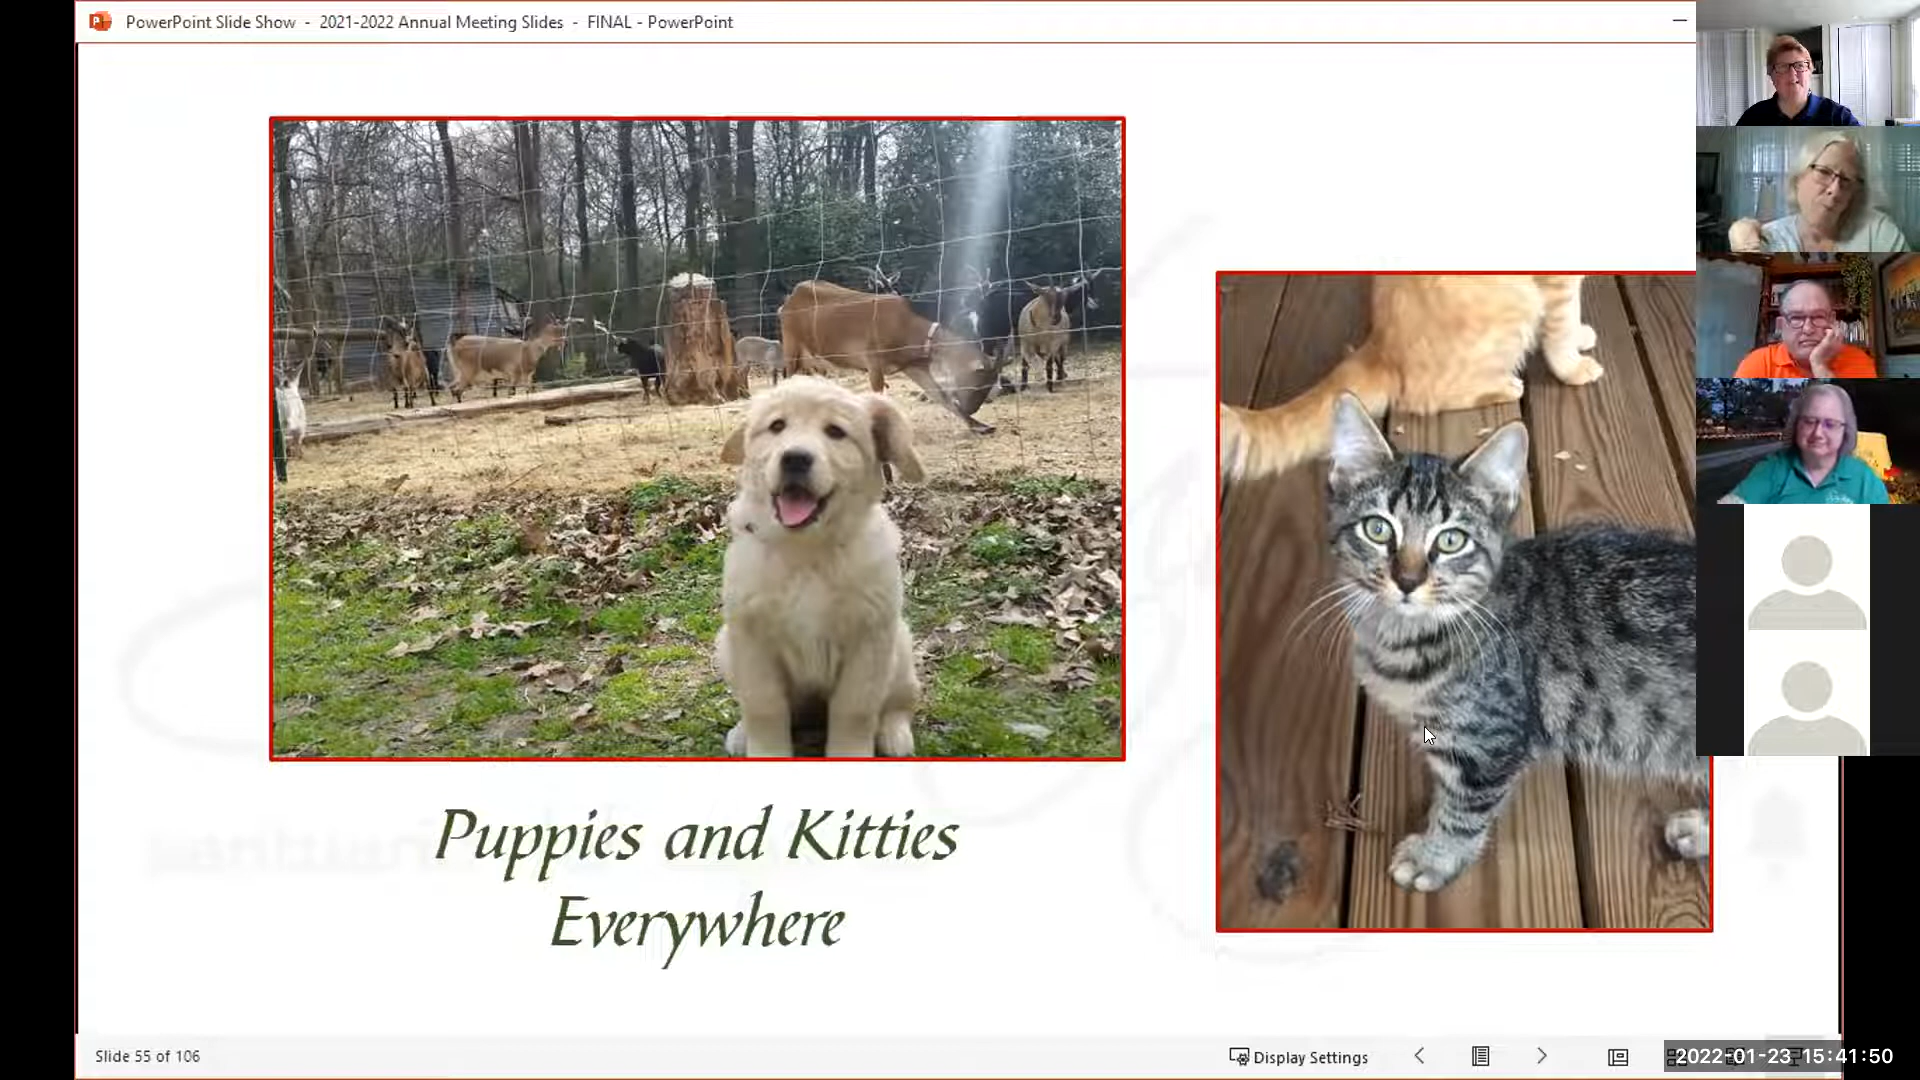 PowerPoint Slide Show - 2021-2022 Annual Meeting Slides - FINAL - PowerPoint
Puppies and Kitties
Everywhere
Slide 55 of 106
Display Settings
2022-01-23 15:41:50